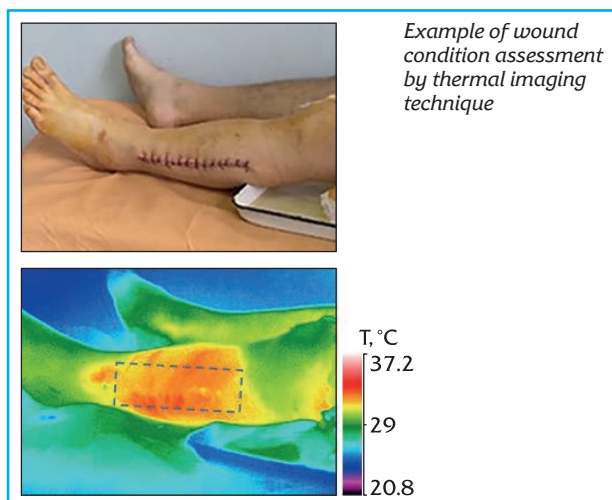 Example of wound
condition assessment
by thermal imaging
technique
T, °C
37.2
29
20.8